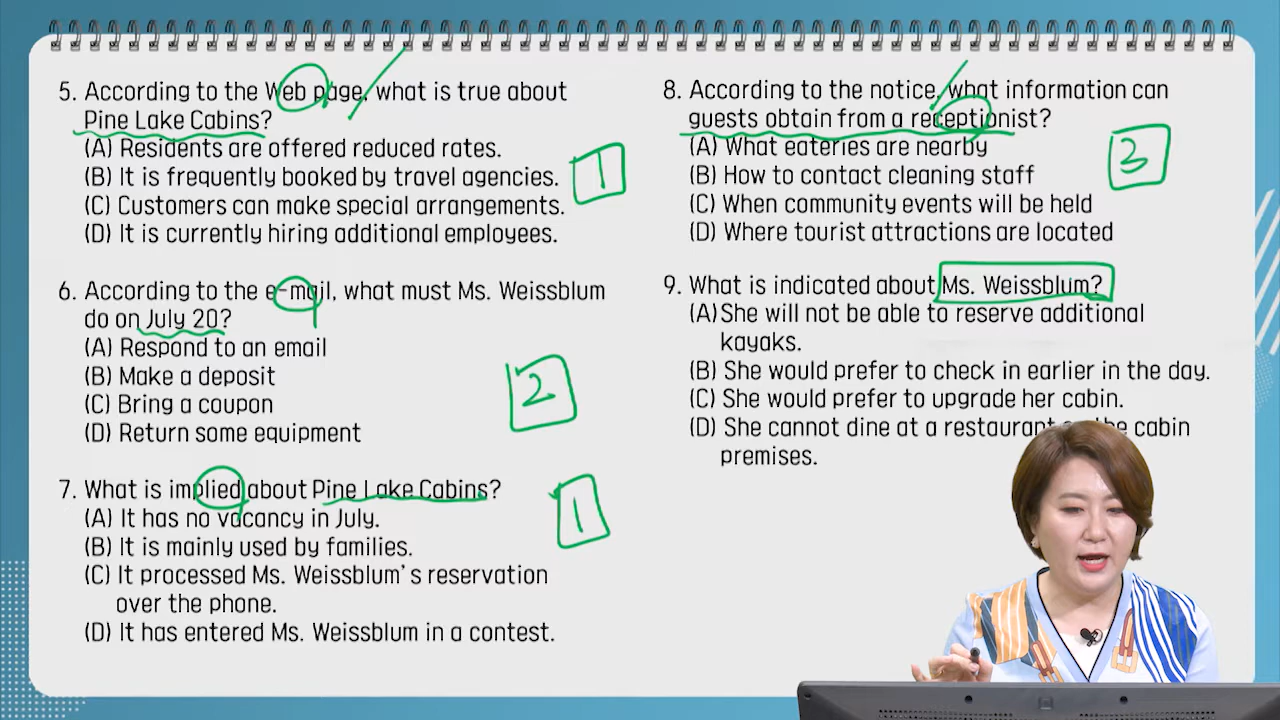 5. According to the Web page, what is true about
Pine Lake Cabins?
(A) Residents are offered reduced rates.
(B) It is frequently booked by travel agencies.
(C) Customers can make special arrangements.
(D) It is currently hiring additional employees.
1
6. According to the e-mail, what must Ms. Weissblum
do on July 20?
(A) Respond to an email
(B) Make a deposit
(C) Bring a coupon
(D) Return some equipment
2
7. What is implied about Pine Lake Cabins?
(A) It has no vacancy in July.
(B) It is mainly used by families.
(C) It processed Ms. Weissblum's reservation
over the phone.
(D) It has entered Ms. Weissblum in a contest.
1
8. According to the notice, what information can
guests obtain from a receptionist?
(A) What eateries are nearby
(B) How to contact cleaning staff
(C) When community events will be held
(D) Where tourist attractions are located
3
9. What is indicated about Ms. Weissblum?
(A) She will not be able to reserve additional
kayaks.
(B) She would prefer to check in earlier in the day.
(C) She would prefer to upgrade her cabin.
(D) She cannot dine at a restaurant the cabin
premises.